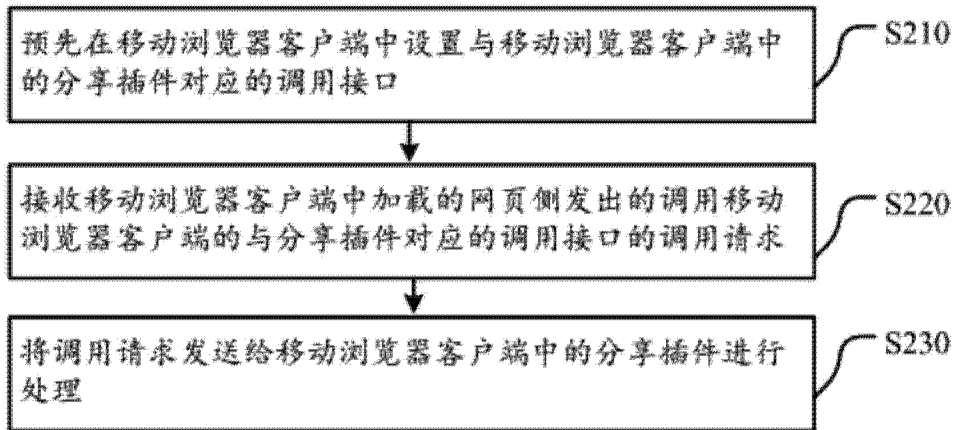 预先在移动浏览器客户端中设置与移动浏览器客户端中
的分享插件对应的调用接口
S210
接收移动浏览器客户端中加载的网页侧发出的调用移动
浏览器客户端的与分享插件对应的调用接口的调用请求
S220
将调用请求发送给移动浏览器客户端中的分享插件进行
处理
S230